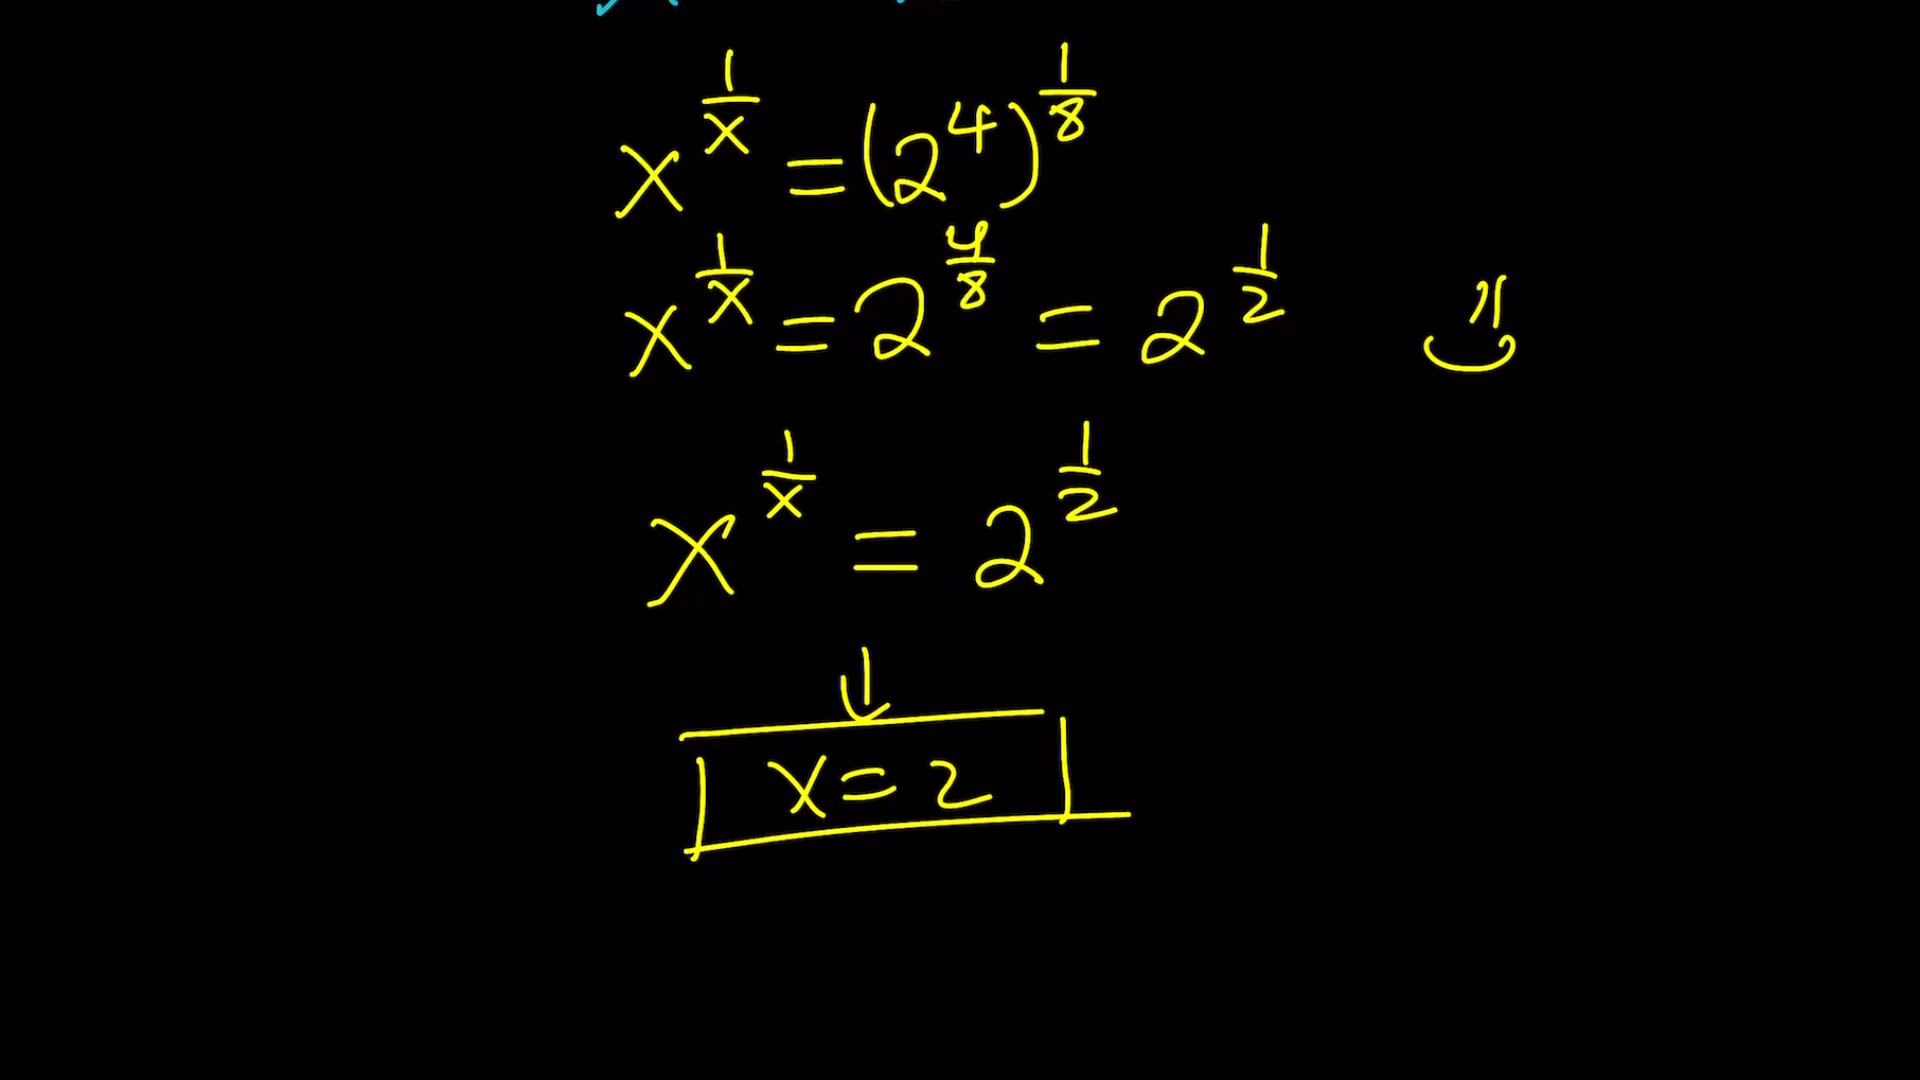 x^(1/x) = (2^4)^(1/8)
x^(1/x) = 2^(4/8) = 2^(1/2)
x^(1/x) = 2^(1/2)
x = 2